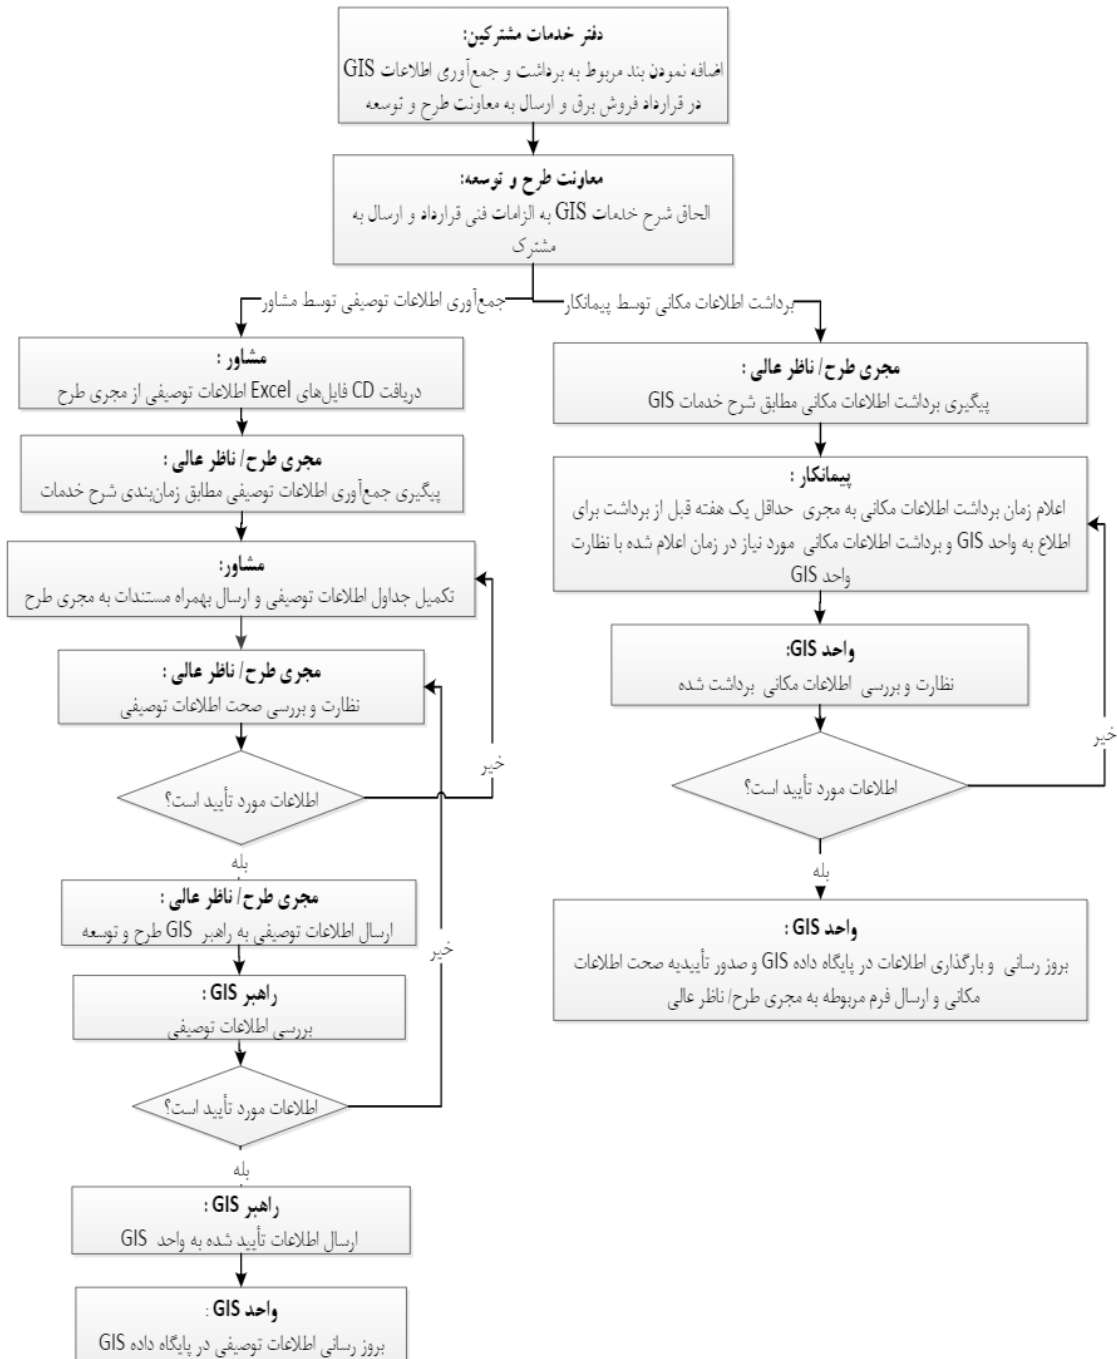 دفتر خدمات مشترکین:
اضافه نمودن بند مربوط به برداشت و جمع‌آوری اطلاعات GIS
در قرارداد فروش برق و ارسال به معاونت طرح و توسعه
معاونت طرح و توسعه:
الحاق شرح خدمات GIS به الزامات فنی قرارداد و ارسال به
مشترک
برداشت اطلاعات مکانی توسط پیمانکار
جمع‌آوری اطلاعات توصیفی توسط مشاور
مجری طرح/ ناظر عالی :
پیگیری برداشت اطلاعات مکانی مطابق شرح خدمات GIS
پیمانکار :
اعلام زمان برداشت اطلاعات مکانی به مجری حداقل یک هفته قبل از برداشت برای
اطلاع به واحد GIS و برداشت اطلاعات مکانی مورد نیاز در زمان اعلام شده با نظارت
واحد GIS
واحد GIS:
نظارت و بررسی اطلاعات مکانی برداشت شده
اطلاعات مورد تأیید است؟
خیر
بله
واحد GIS :
بروز رسانی و بارگذاری اطلاعات در پایگاه داده GIS و صدور تأییدیه صحت اطلاعات
مکانی و ارسال فرم مربوطه به مجری طرح/ ناظر عالی
مشاور :
دریافت CD فایل‌های Excel اطلاعات توصیفی از مجری طرح
مجری طرح/ ناظر عالی :
پیگیری جمع‌آوری اطلاعات توصیفی مطابق زمان‌بندی شرح خدمات
مشاور:
تکمیل جداول اطلاعات توصیفی و ارسال بهمراه مستندات به مجری طرح
مجری طرح/ ناظر عالی :
نظارت و بررسی صحت اطلاعات توصیفی
اطلاعات مورد تأیید است؟
خیر
بله
مجری طرح/ ناظر عالی :
ارسال اطلاعات توصیفی به راهبر GIS طرح و توسعه
راهبر GIS :
بررسی اطلاعات توصیفی
اطلاعات مورد تأیید است؟
خیر
بله
راهبر GIS :
ارسال اطلاعات تأیید شده به واحد GIS
واحد GIS :
بروز رسانی اطلاعات توصیفی در پایگاه داده GIS